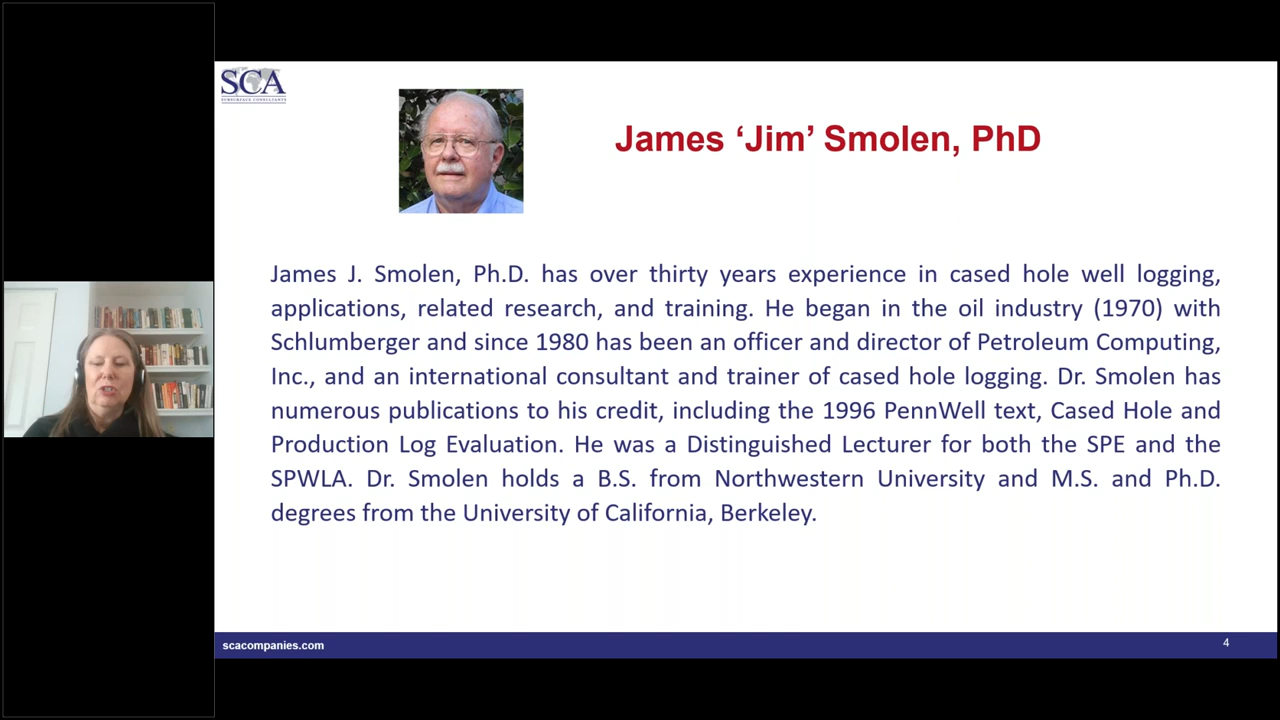 SCA
SUBSURFACE CONSULTANTS
James ‘Jim’ Smolen, PhD
James J. Smolen, Ph.D. has over thirty years experience in cased hole well logging,
applications, related research, and training. He began in the oil industry (1970) with
Schlumberger and since 1980 has been an officer and director of Petroleum Computing,
Inc., and an international consultant and trainer of cased hole logging. Dr. Smolen has
numerous publications to his credit, including the 1996 PennWell text, Cased Hole and
Production Log Evaluation. He was a Distinguished Lecturer for both the SPE and the
SPWLA. Dr. Smolen holds a B.S. from Northwestern University and M.S. and Ph.D.
degrees from the University of California, Berkeley.
scacompanies.com
4